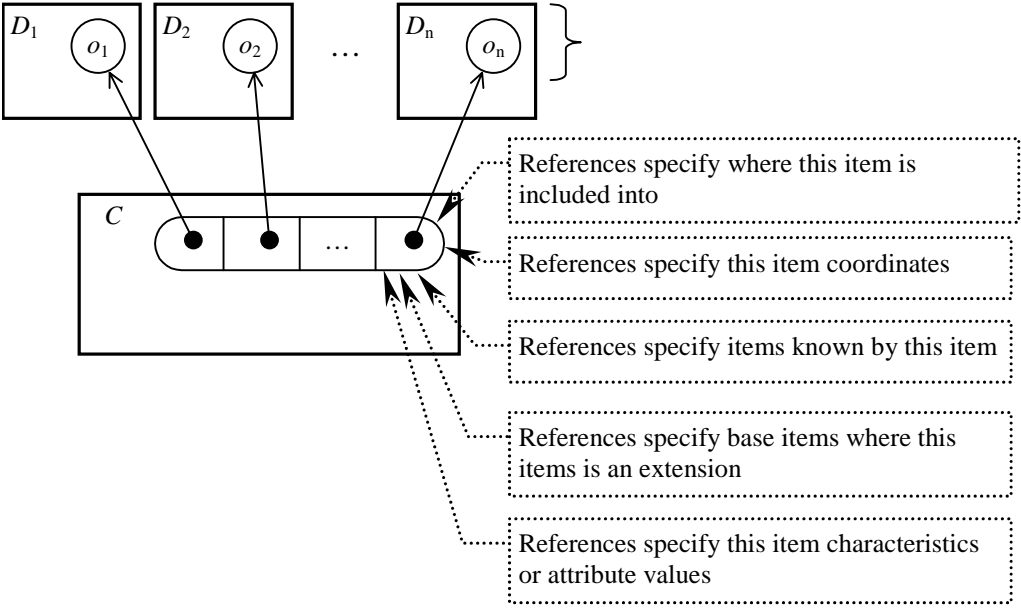 D1 o1 D2 o2 … Dn on
References specify where this item is
included into
C
…
References specify this item coordinates
References specify items known by this item
References specify base items where this
items is an extension
References specify this item characteristics
or attribute values